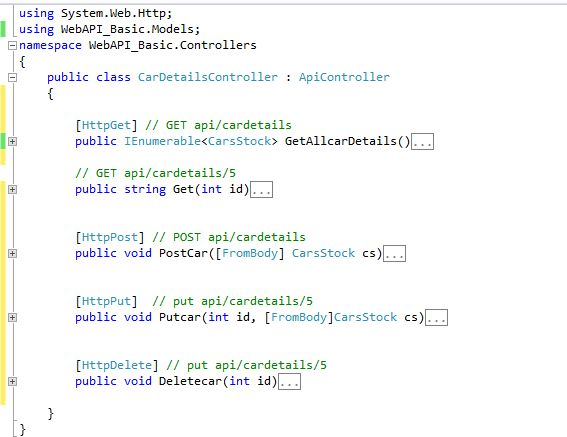 using System.Web.Http;
using WebAPI_Basic.Models;
namespace WebAPI_Basic.Controllers
{
public class CarDetailsController : ApiController
{
[HttpGet] // GET api/cardetails
public IEnumerable<CarsStock> GetAllcarDetails()...
// GET api/cardetails/5
public string Get(int id)...
[HttpPost] // POST api/cardetails
public void PostCar([FromBody] CarsStock cs)...
[HttpPut]  // put api/cardetails/5
public void Putcar(int id, [FromBody]CarsStock cs)...
[HttpDelete] // put api/cardetails/5
public void Deletecar(int id)...
}
}